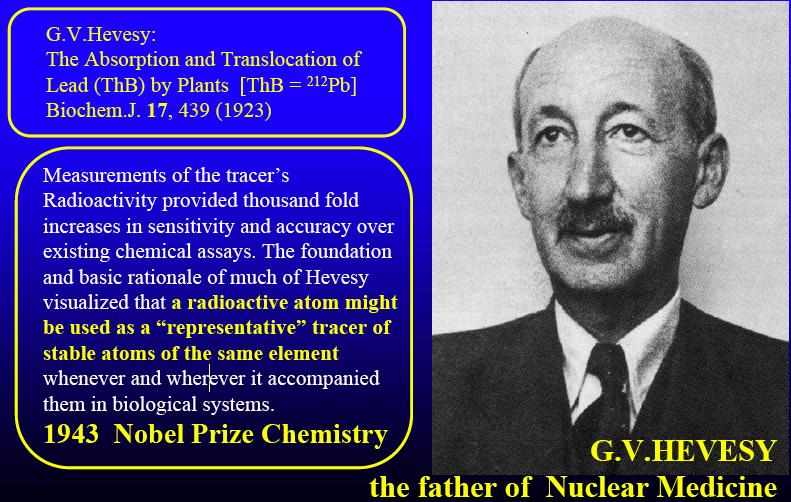 G.V.Hevesy:
The Absorption and Translocation of
Lead (ThB) by Plants [ThB = ²¹²Pb]
Biochem.J. 17, 439 (1923)
Measurements of the tracer's
Radioactivity provided thousand fold
increases in sensitivity and accuracy over
existing chemical assays. The foundation
and basic rationale of much of Hevesy
visualized that a radioactive atom might
be used as a “representative” tracer of
stable atoms of the same element
whenever and wherever it accompanied
them in biological systems.
1943 Nobel Prize Chemistry
G.V.HEVESY
the father of Nuclear Medicine